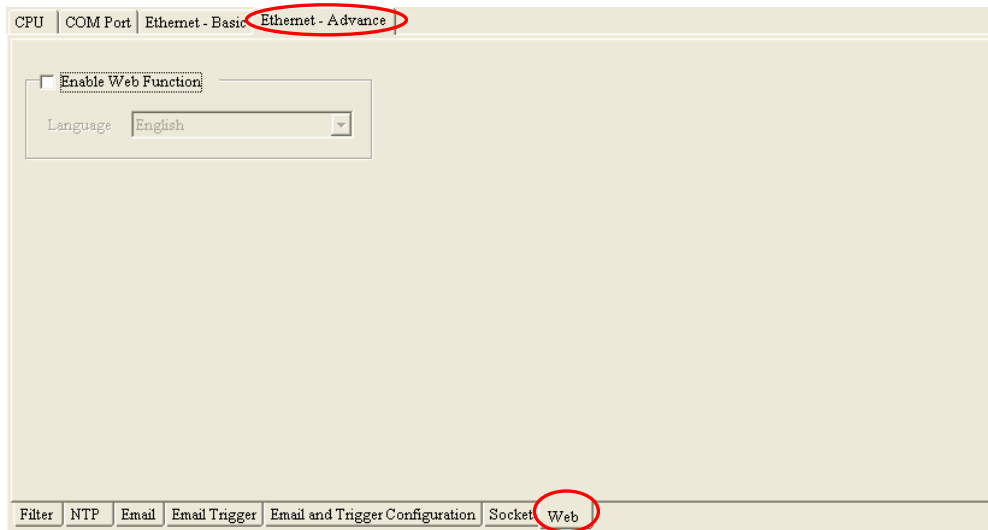 CPU COM Port Ethernet - Basic Ethernet - Advance
Enable Web Function
Language English
Filter NTP Email Email Trigger Email and Trigger Configuration Socket Web